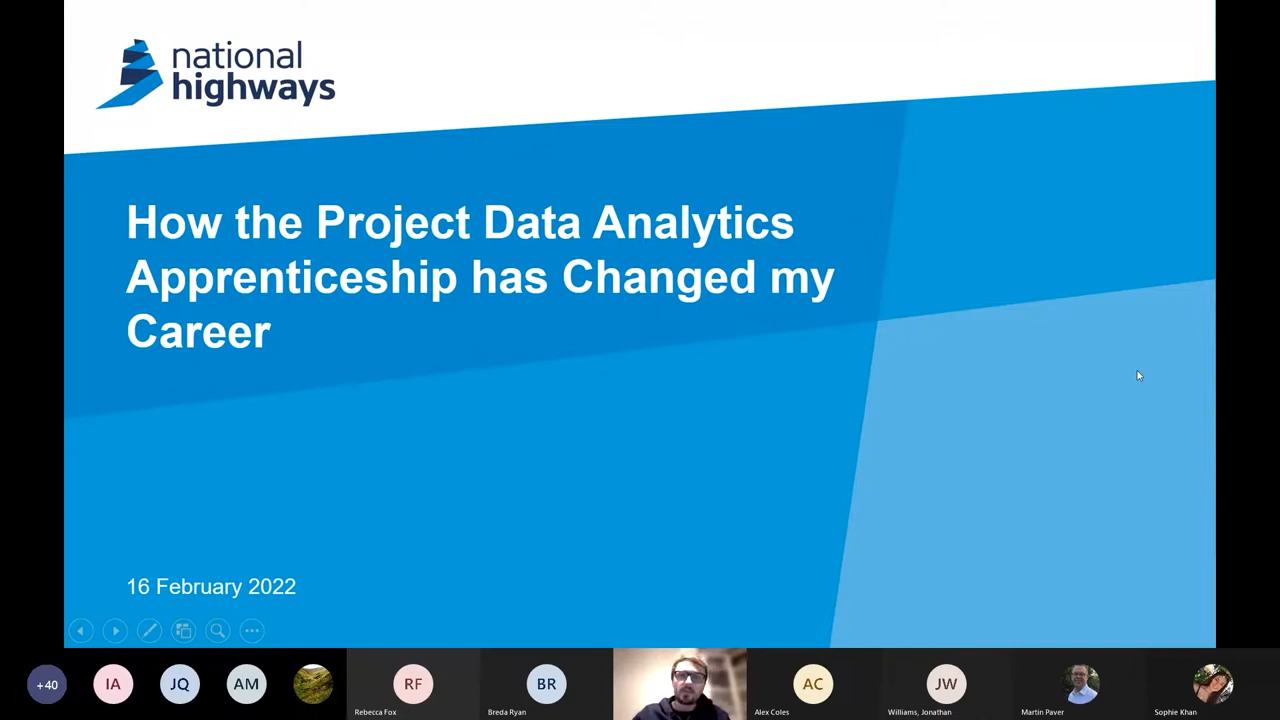 national
highways
How the Project Data Analytics
Apprenticeship has Changed my
Career
16 February 2022
+40
IA
JQ
AM
RF
Rebecca Fox
BR
Breda Ryan
AC
Alex Coles
JW
Williams, Jonathan
Martin Paver
Sophie Khan